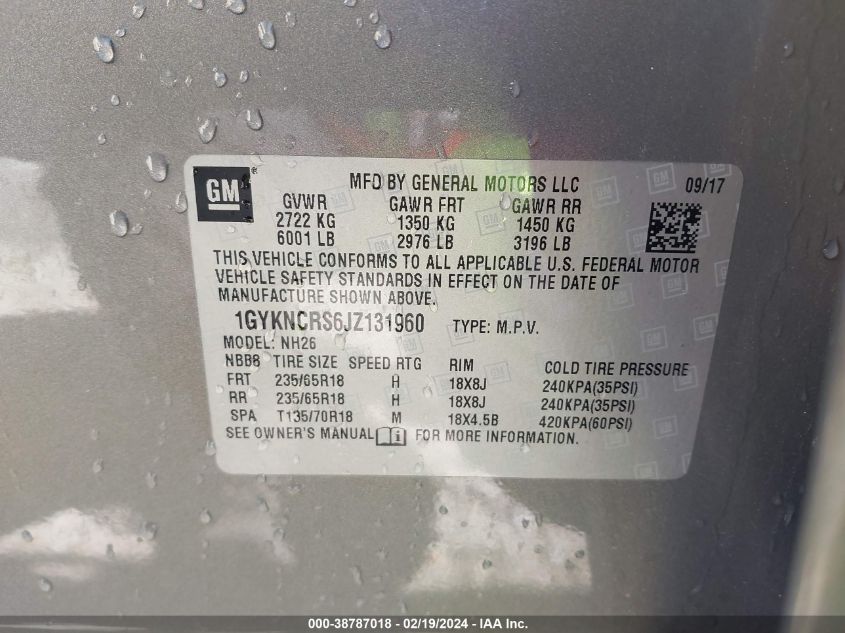 GM
MFD BY GENERAL MOTORS LLC 09/17
GVWR GAWR FRT GAWR RR
2722 KG 1350 KG 1450 KG
6001 LB 2976 LB 3196 LB
THIS VEHICLE CONFORMS TO ALL APPLICABLE U.S. FEDERAL MOTOR
VEHICLE SAFETY STANDARDS IN EFFECT ON THE DATE OF
MANUFACTURE SHOWN ABOVE.
1GYKNCRS6JZ131960 TYPE: M.P.V.
MODEL: NH26
NBB8 TIRE SIZE SPEED RTG RIM COLD TIRE PRESSURE
FRT 235/65R18 H 18X8J 240KPA(35PSI)
RR 235/65R18 H 18X8J 240KPA(35PSI)
SPA T135/70R18 M 18X4.5B 420KPA(60PSI)
SEE OWNER'S MANUAL FOR MORE INFORMATION.
000-38787018 - 02/19/2024 - IAA Inc.